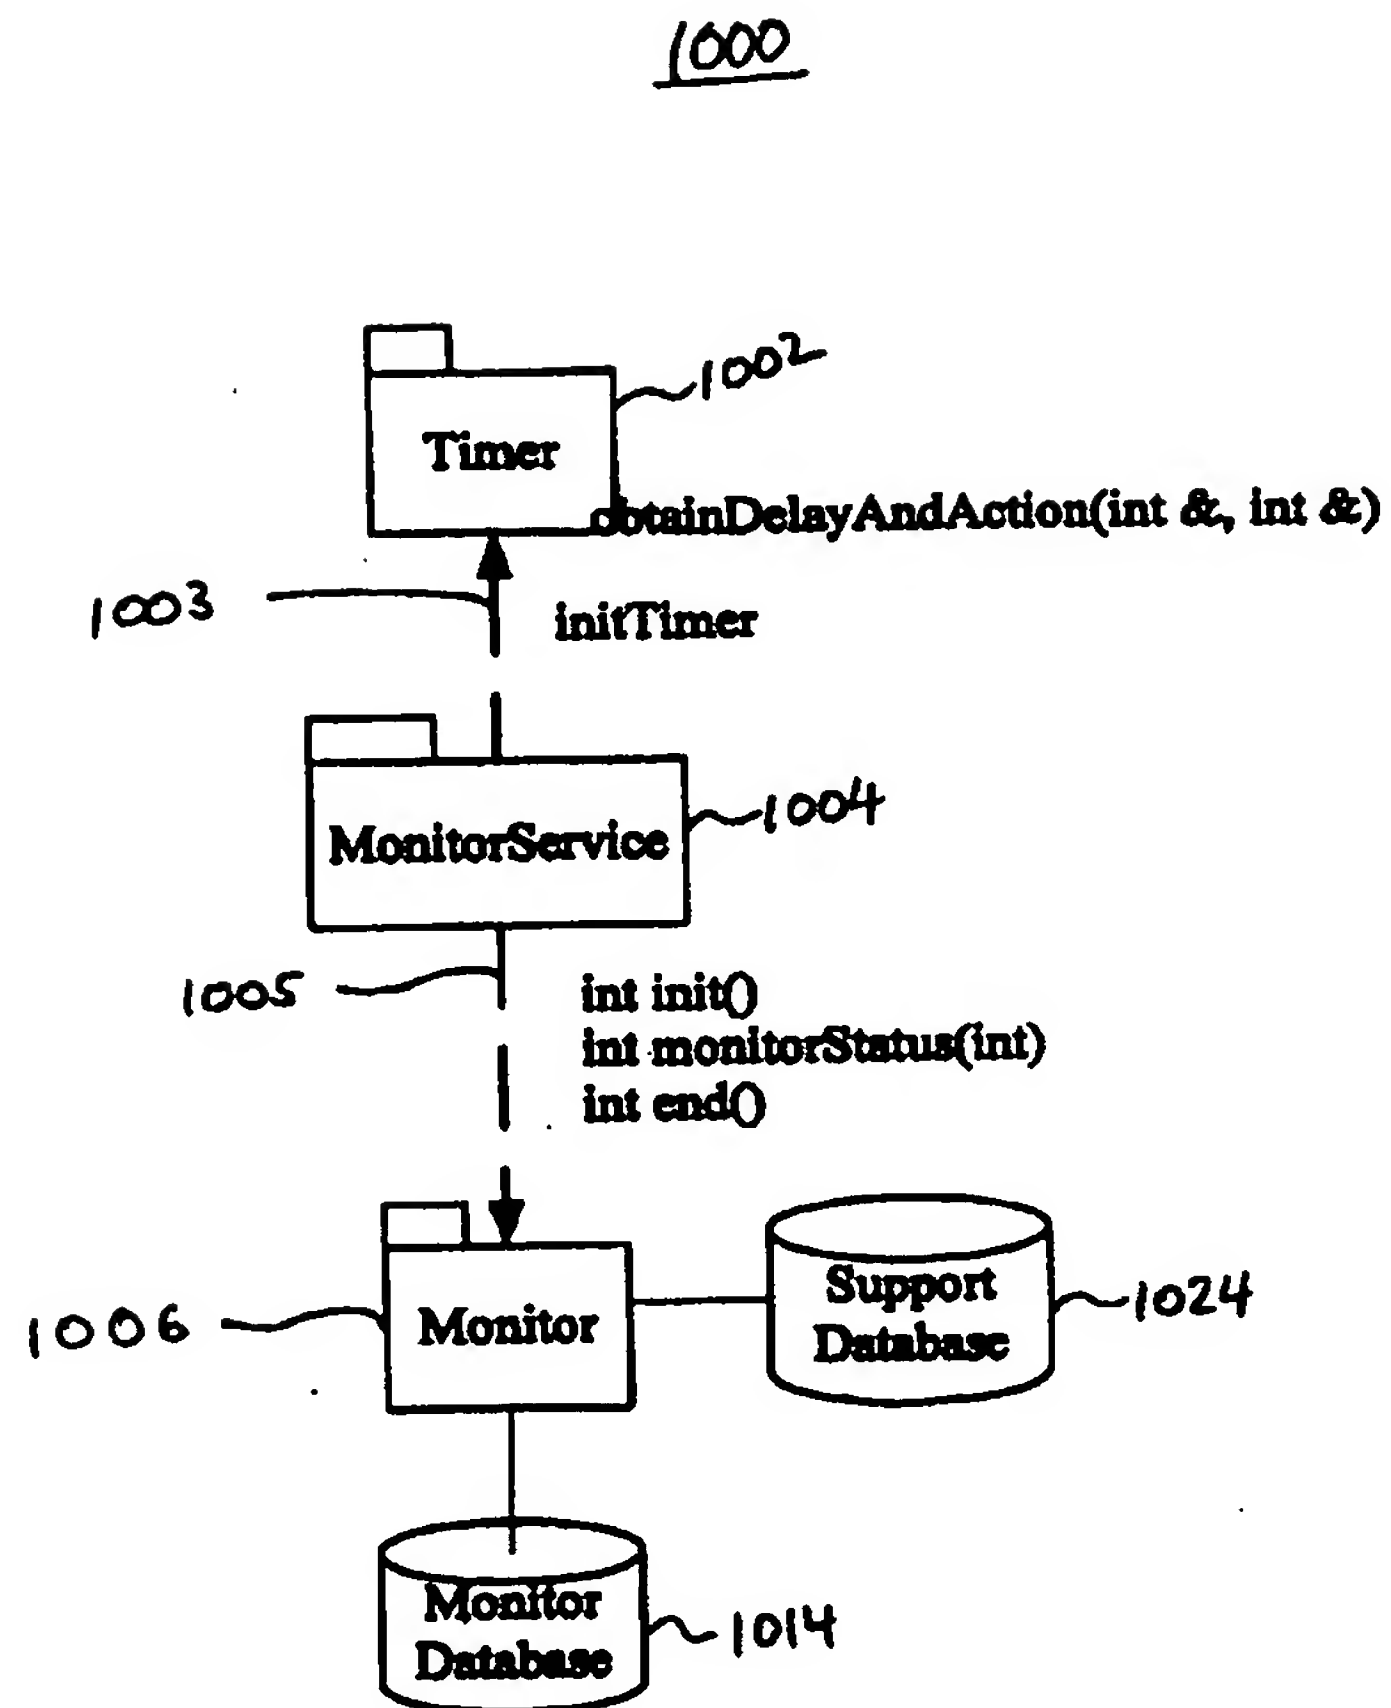 1000
1002
Timer
obtainDelayAndAction(int &, int &)
1003
initTimer
1004
MonitorService
1005
int init()
int monitorStatus(int)
int end()
1006
Monitor
Support
Database
1024
Monitor
Database
1014